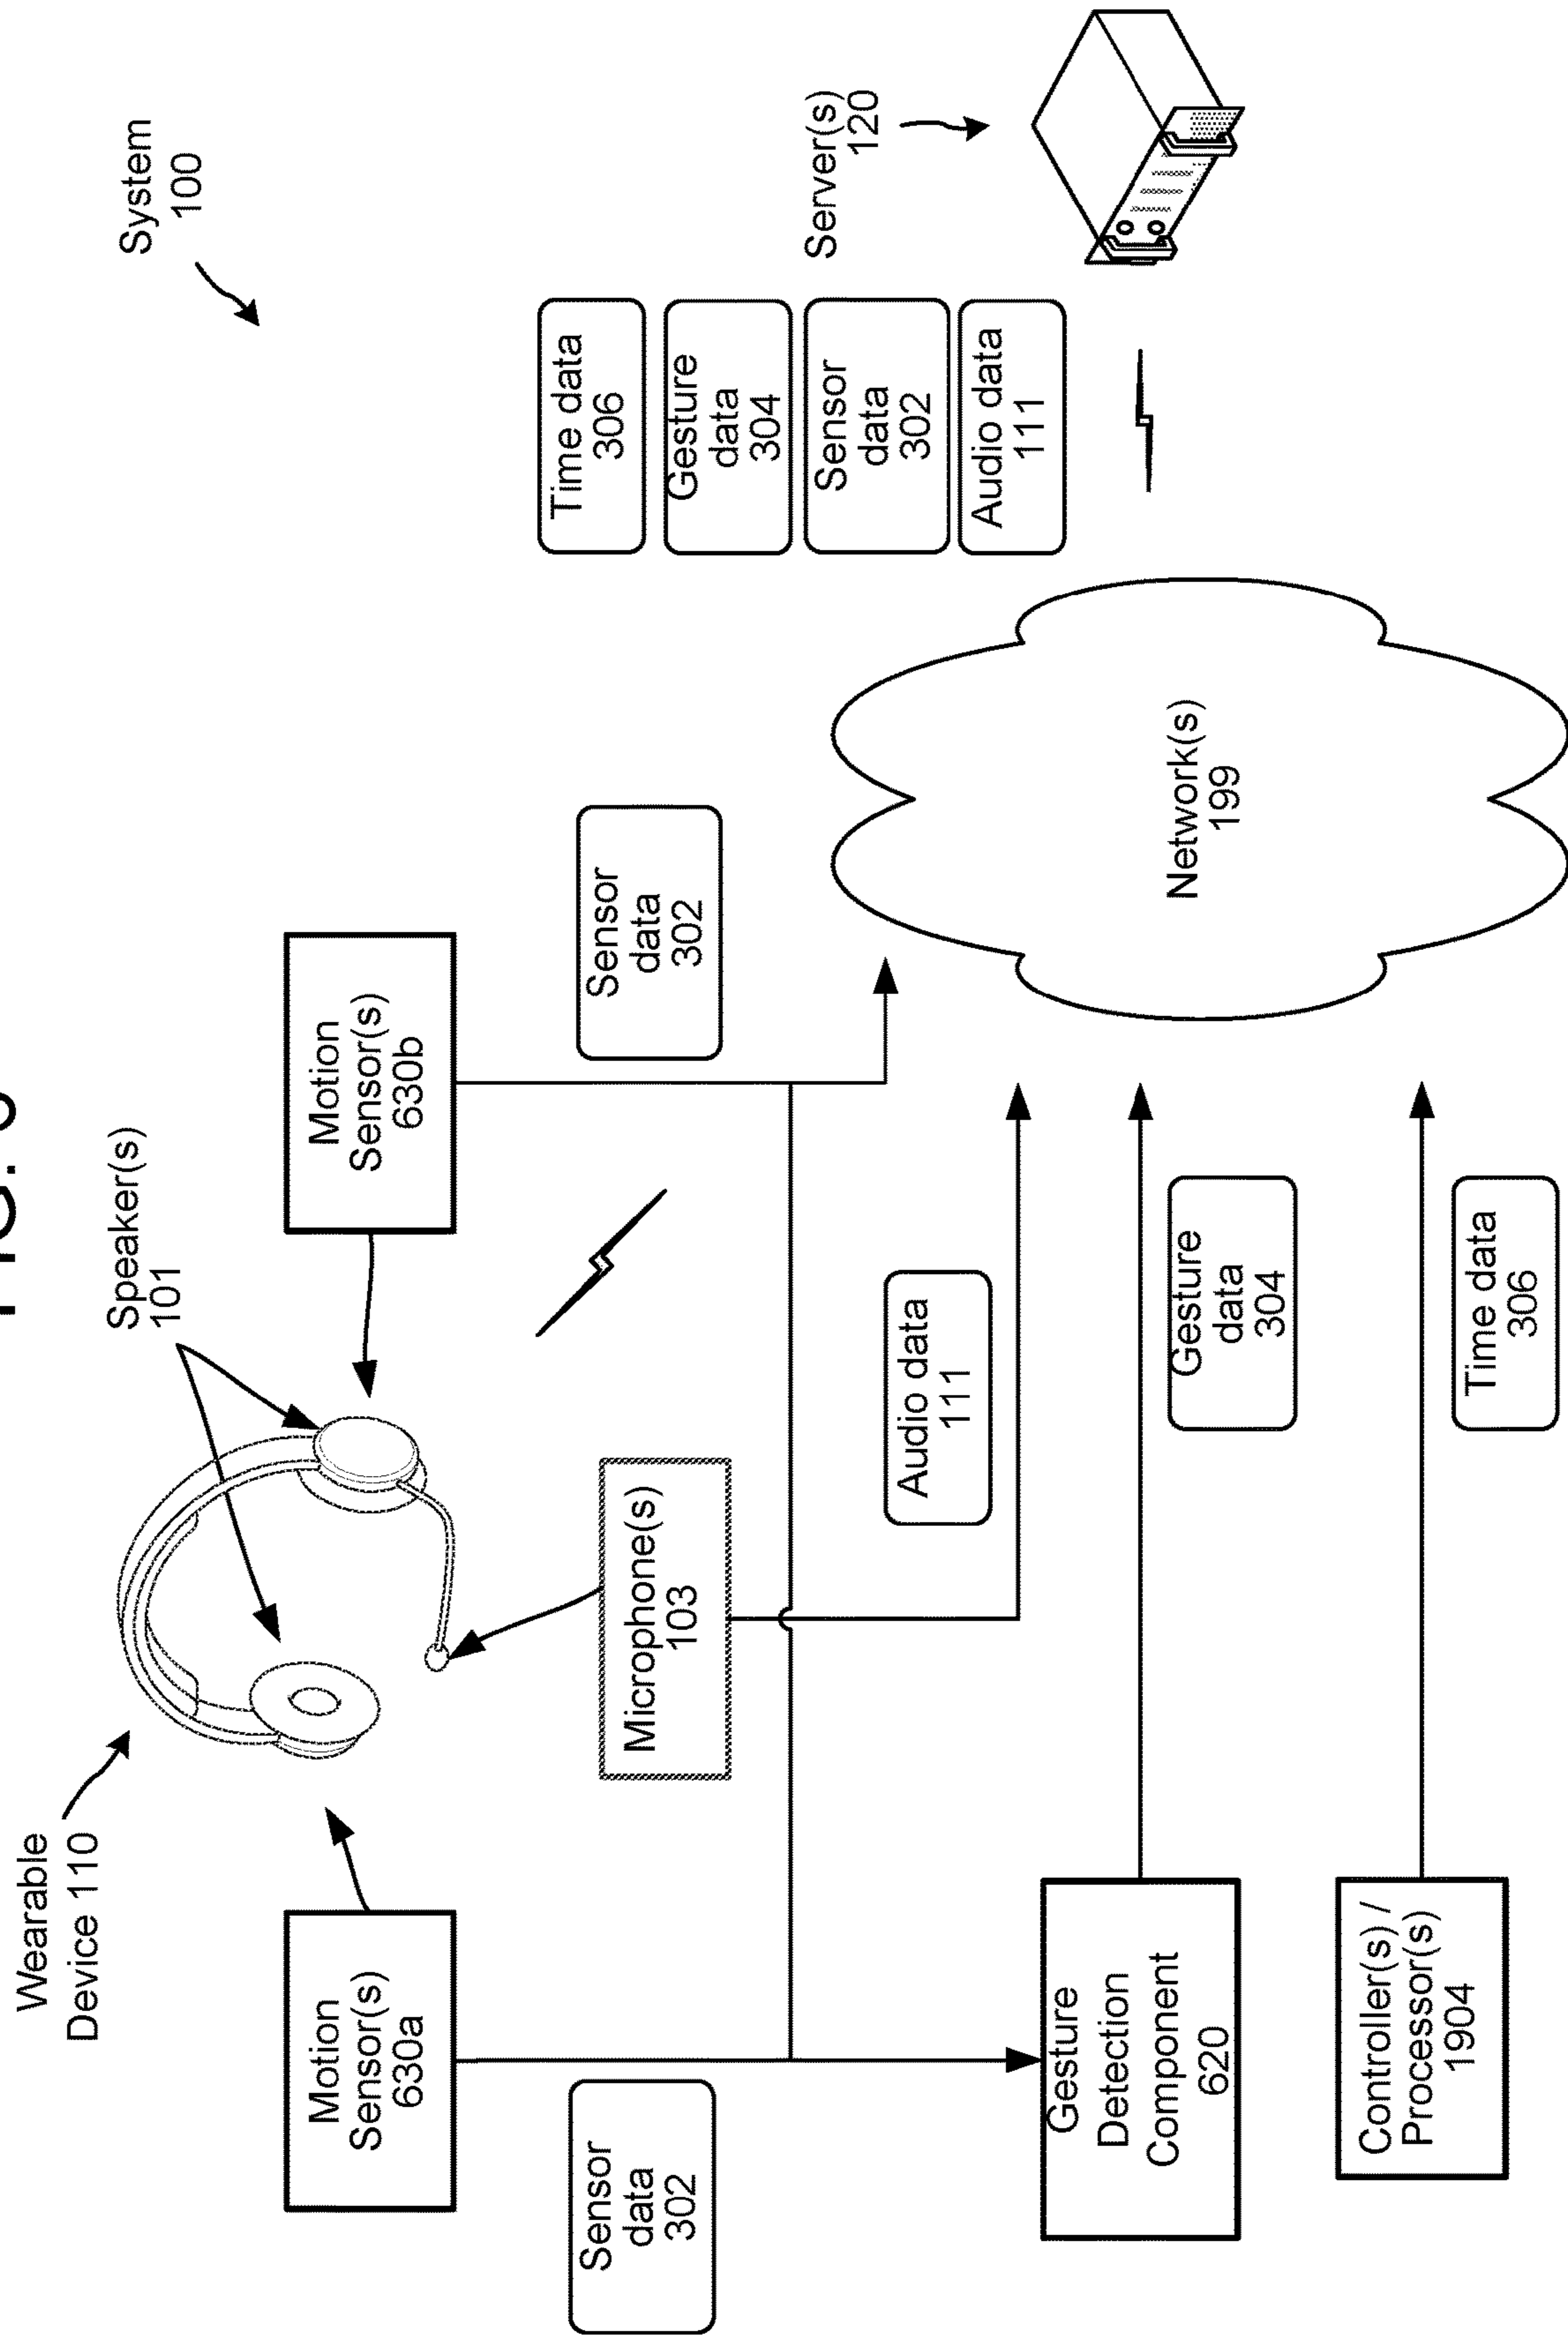 FIG.
System
100
Wearable
Device 110
Speaker(s)
101
Motion
Sensor(s)
630a
Motion
Sensor(s)
630b
Microphone(s)
103
Sensor
data
302
Sensor
data
302
Time data
306
Gesture
data
304
Sensor
data
302
Audio data
111
Server(s)
120
Audio data
111
Network(s)
199
Gesture
Detection
Component
620
Gesture
data
304
Controller(s) /
Processor(s)
1904
Time data
306